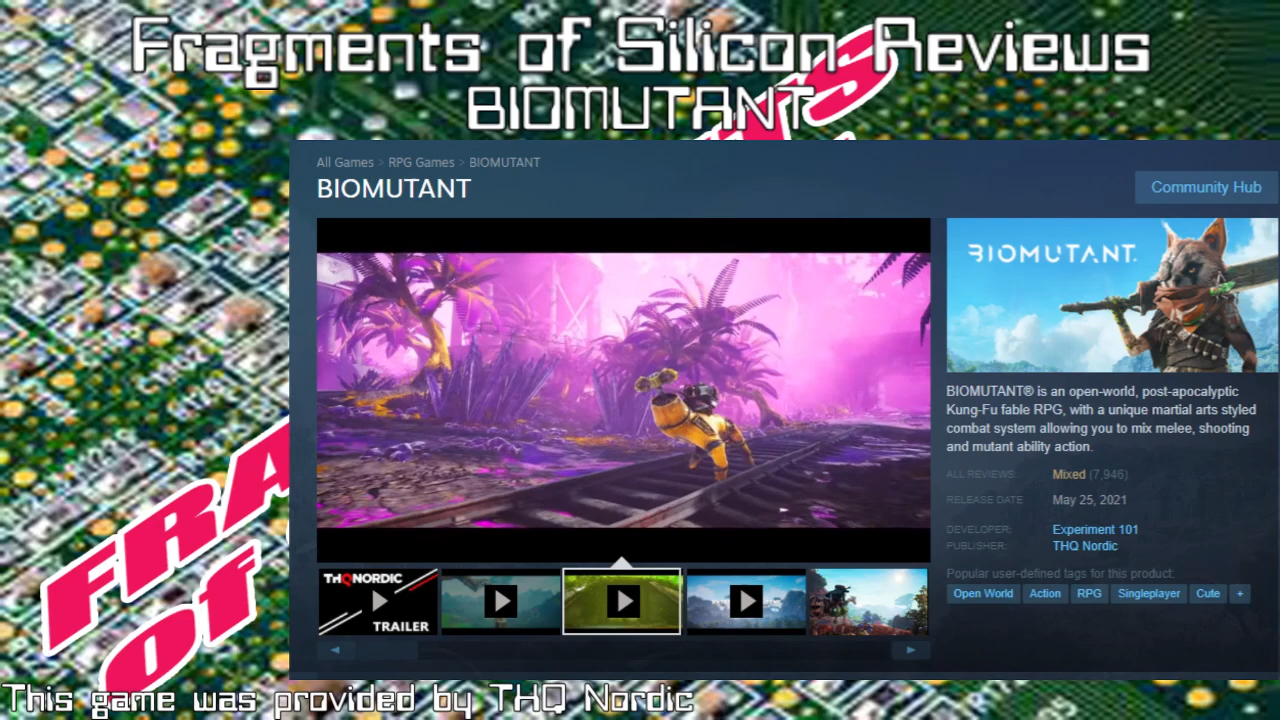 Fragments of Silicon Reviews
BIOMUTANT
All Games > RPG Games > BIOMUTANT
BIOMUTANT
Community Hub
BIOMUTANT
BIOMUTANT® is an open-world, post-apocalyptic
Kung-Fu fable RPG, with a unique martial arts styled
combat system allowing you to mix melee, shooting
and mutant ability action.
ALL REVIEWS: Mixed (7,946)
RELEASE DATE: May 25, 2021
DEVELOPER: Experiment 101
PUBLISHER: THQ Nordic
Popular user-defined tags for this product:
Open World Action RPG Singleplayer Cute +
THQ NORDIC
TRAILER
FRA
Of
This game was provided by THQ Nordic